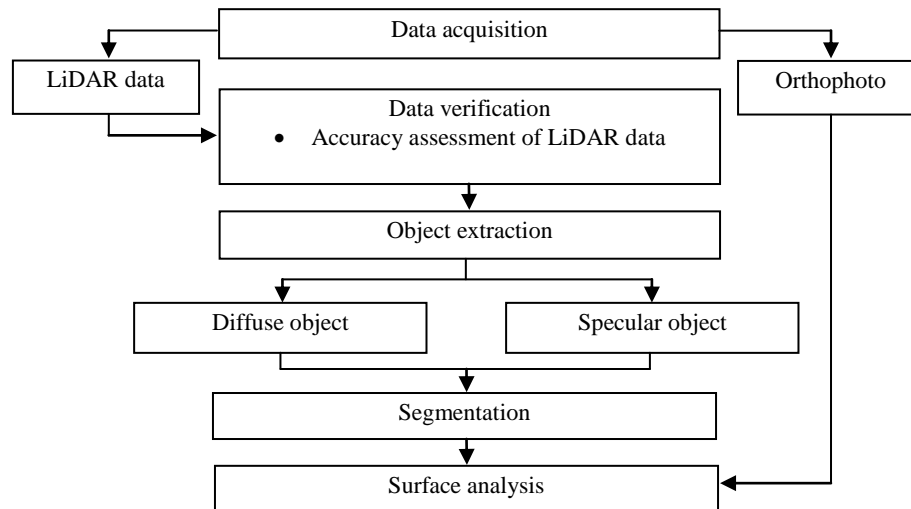 Data acquisition
LiDAR data
Orthophoto
Data verification
• Accuracy assessment of LiDAR data
Object extraction
Diffuse object
Specular object
Segmentation
Surface analysis